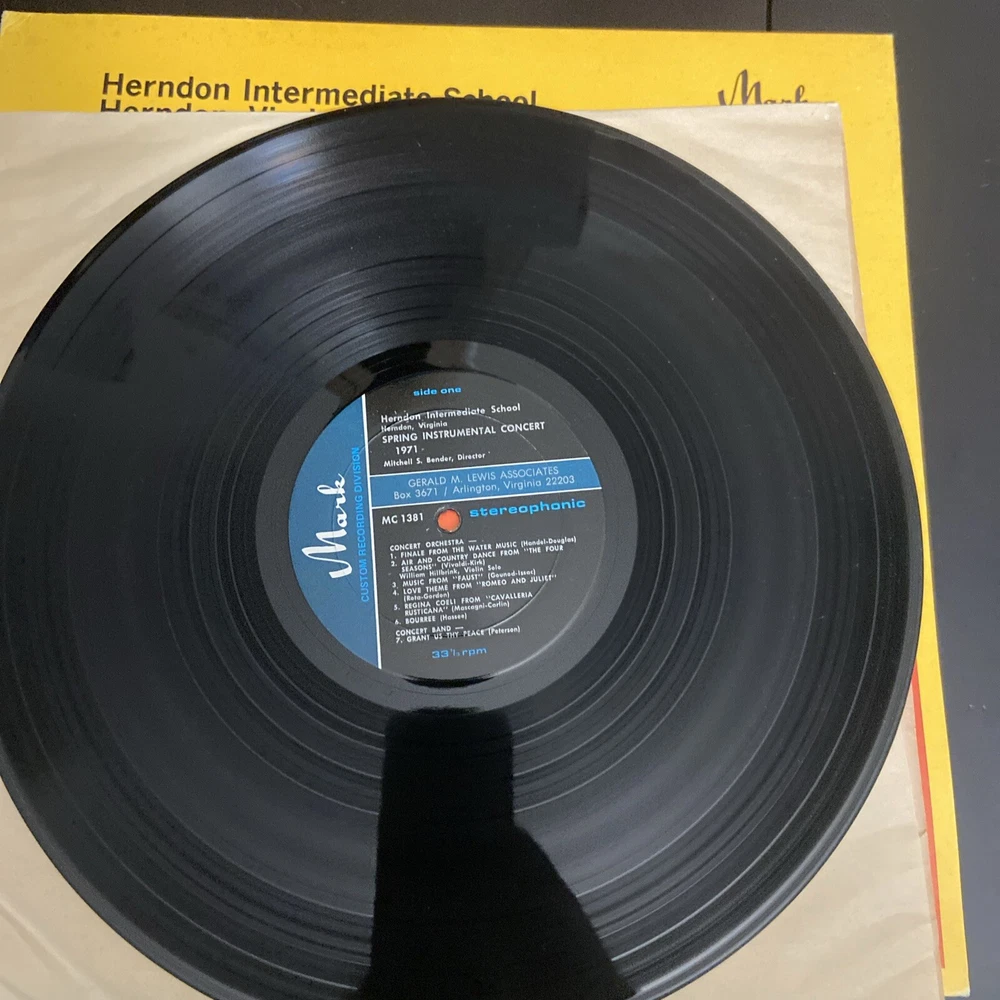 Herndon Intermediate School
Herndon
Mark
side one
Herndon Intermediate School
Herndon, Virginia
SPRING INSTRUMENTAL CONCERT
1971
Mitchell S. Bender, Director
GERALD M. LEWIS ASSOCIATES
Box 3671 / Arlington, Virginia 22203
MC 1381
stereophonic
Mark
CUSTOM RECORDING DIVISION
CONCERT ORCHESTRA —
1. FINALE FROM THE WATER MUSIC (Handel-Douglas)
2. AIR AND COUNTRY DANCE FROM "THE FOUR
SEASONS" (Vivaldi-Kirk)
William Hillbrink, Violin Solo
3. MUSIC FROM "FAUST" (Gounod-Issac)
4. LOVE THEME FROM "ROMEO AND JULIET"
(Rota-Gordon)
5. REGINA COELI FROM "CAVALLERIA
RUSTICANA" (Mascagni-Carlin)
6. BOURREE (Hasse)
CONCERT BAND —
7. GRANT US THY PEACE (Peterson)
33⅓ rpm